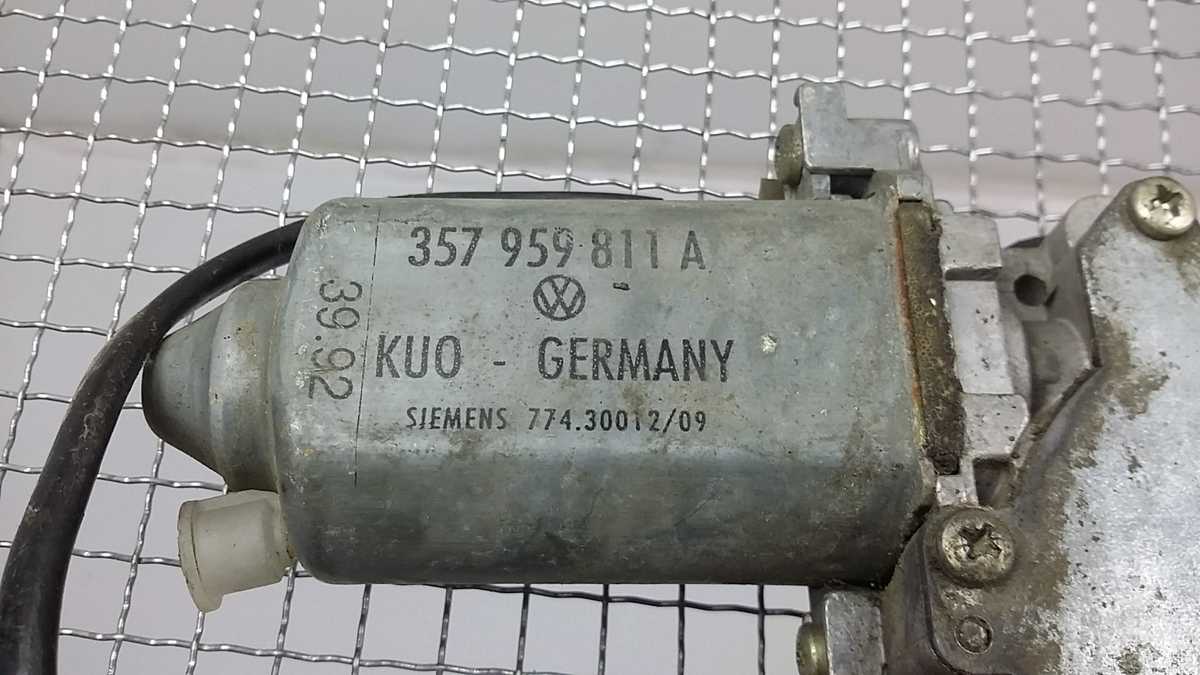 357 959 811 A
KUO - GERMANY
SIEMENS 774.30012/09
39.92